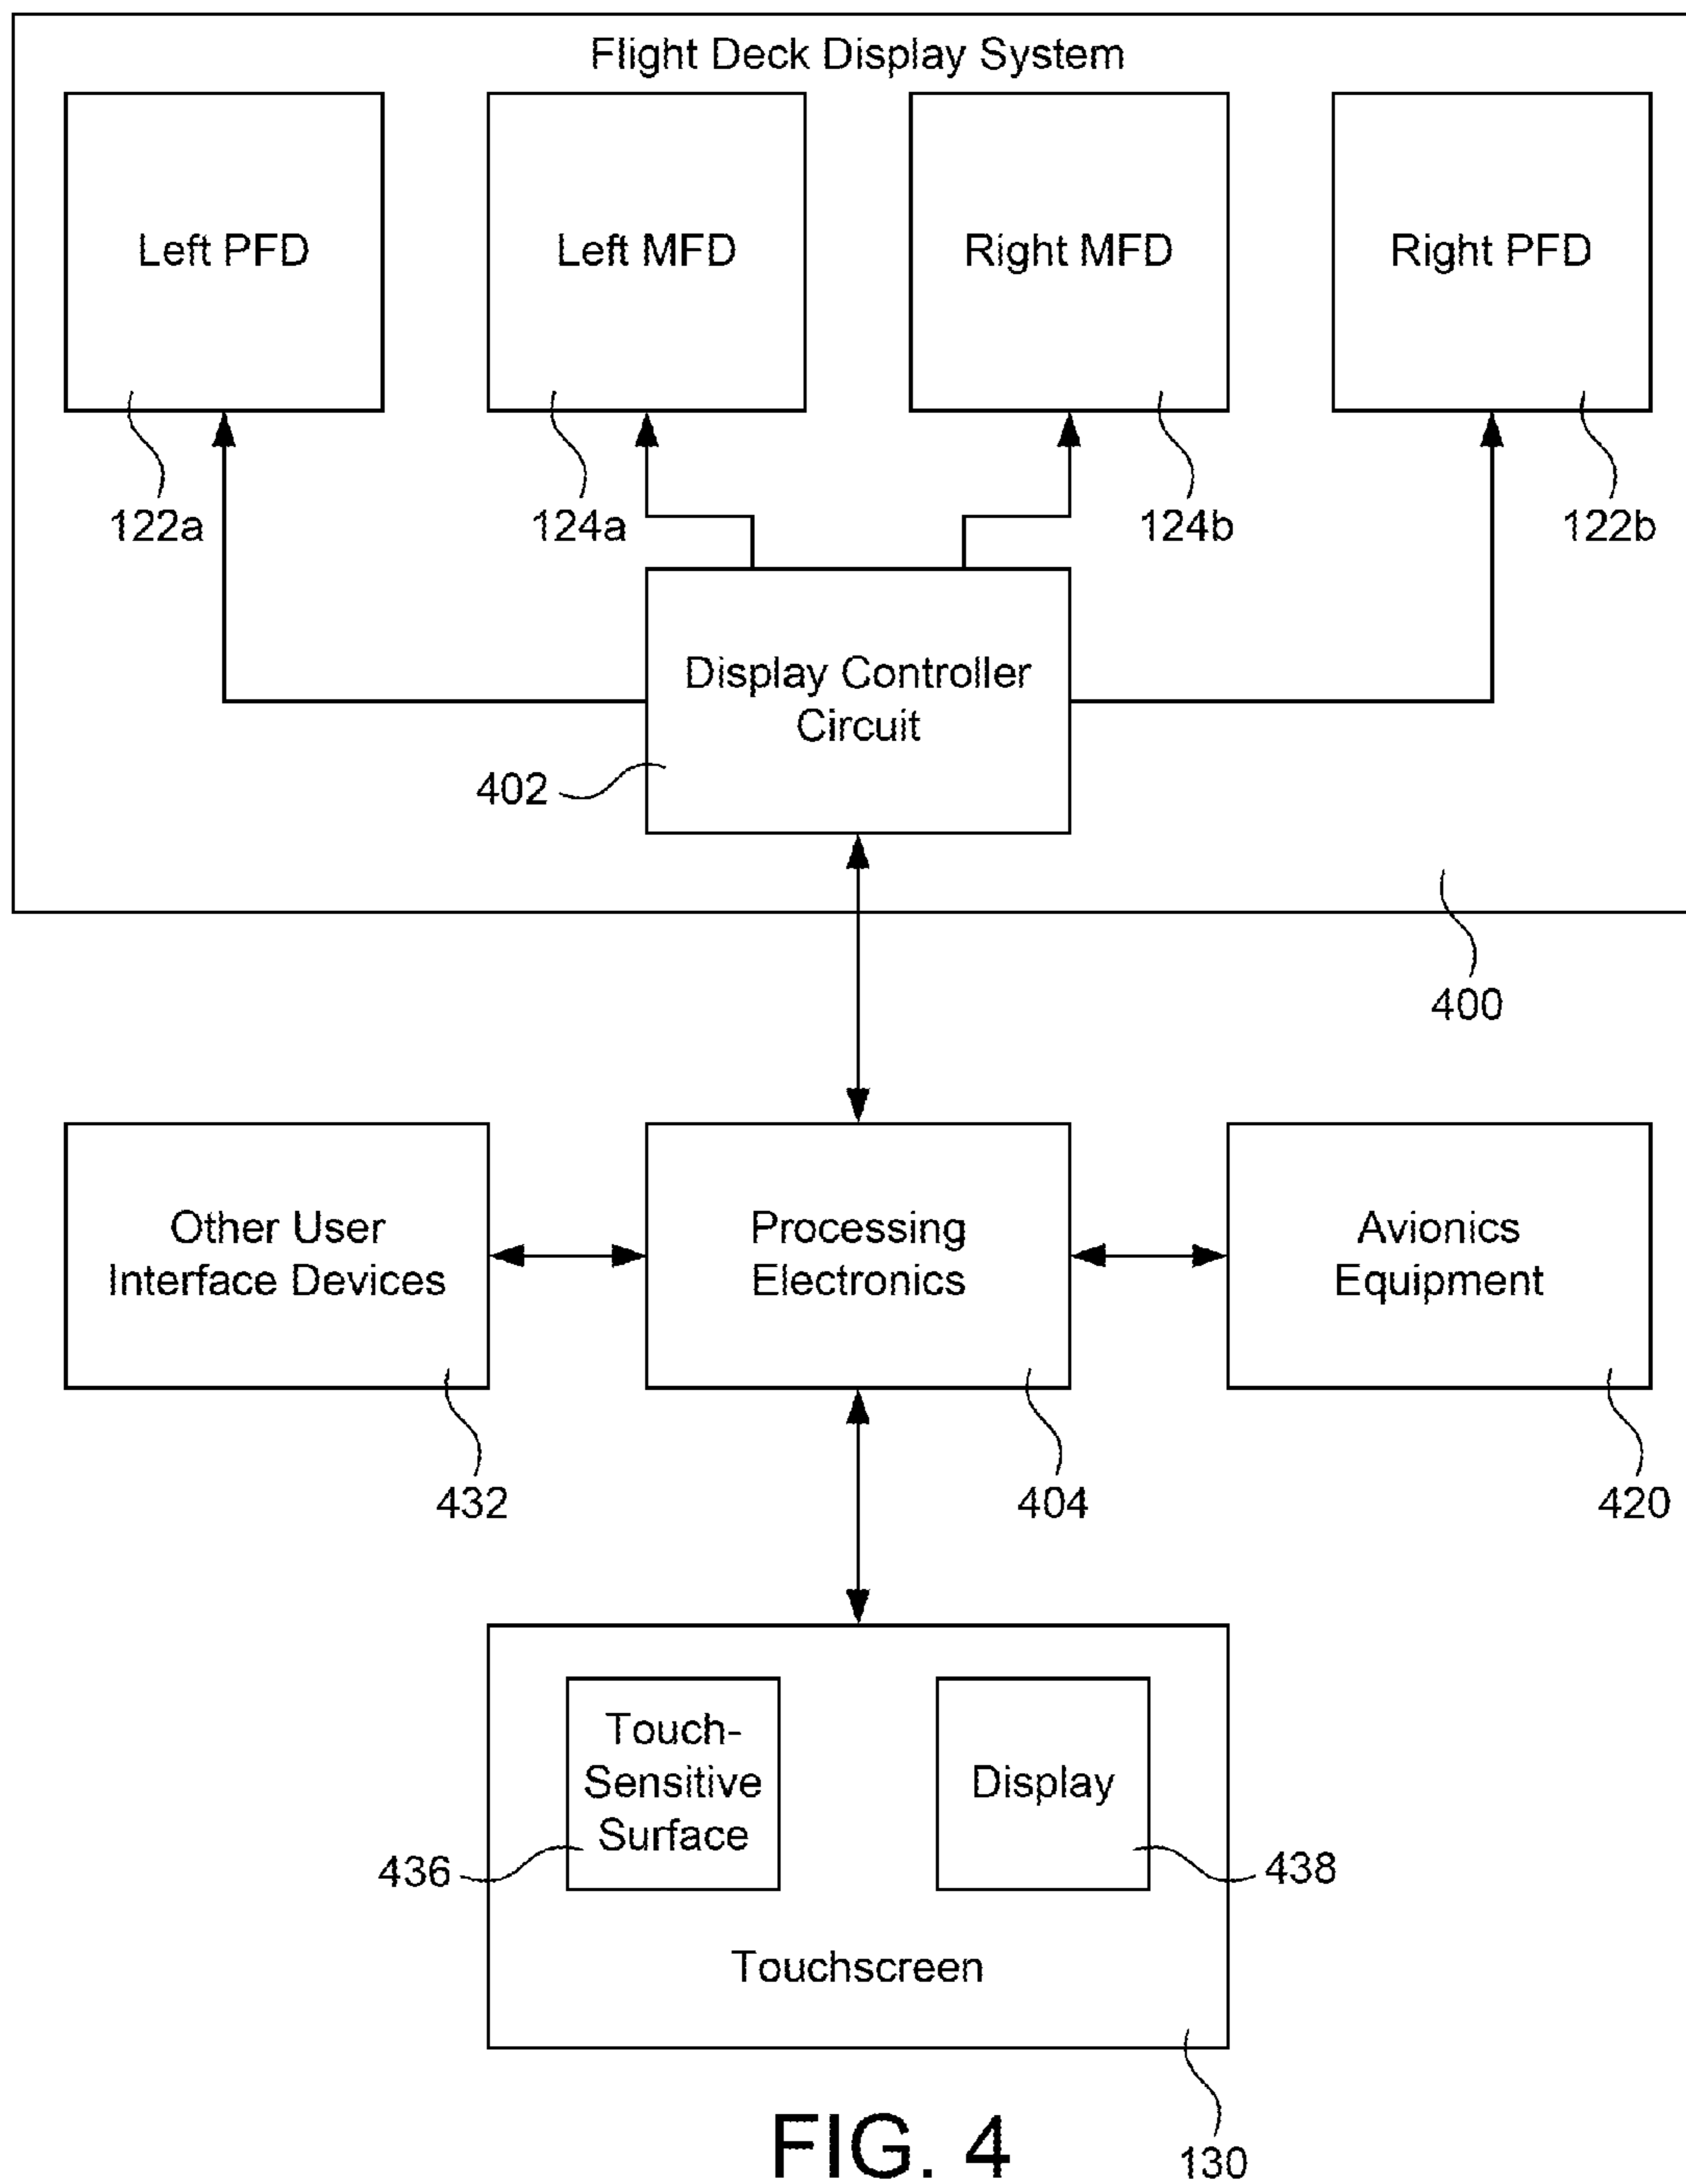 Flight Deck Display System
Left PFD
Left MFD
Right MFD
Right PFD
122a
124a
124b
122b
Display Controller
Circuit
402
400
Other User
Interface Devices
Processing
Electronics
Avionics
Equipment
432
404
420
Touch-
Sensitive
Surface
Display
436
438
Touchscreen
130
FIG. 4